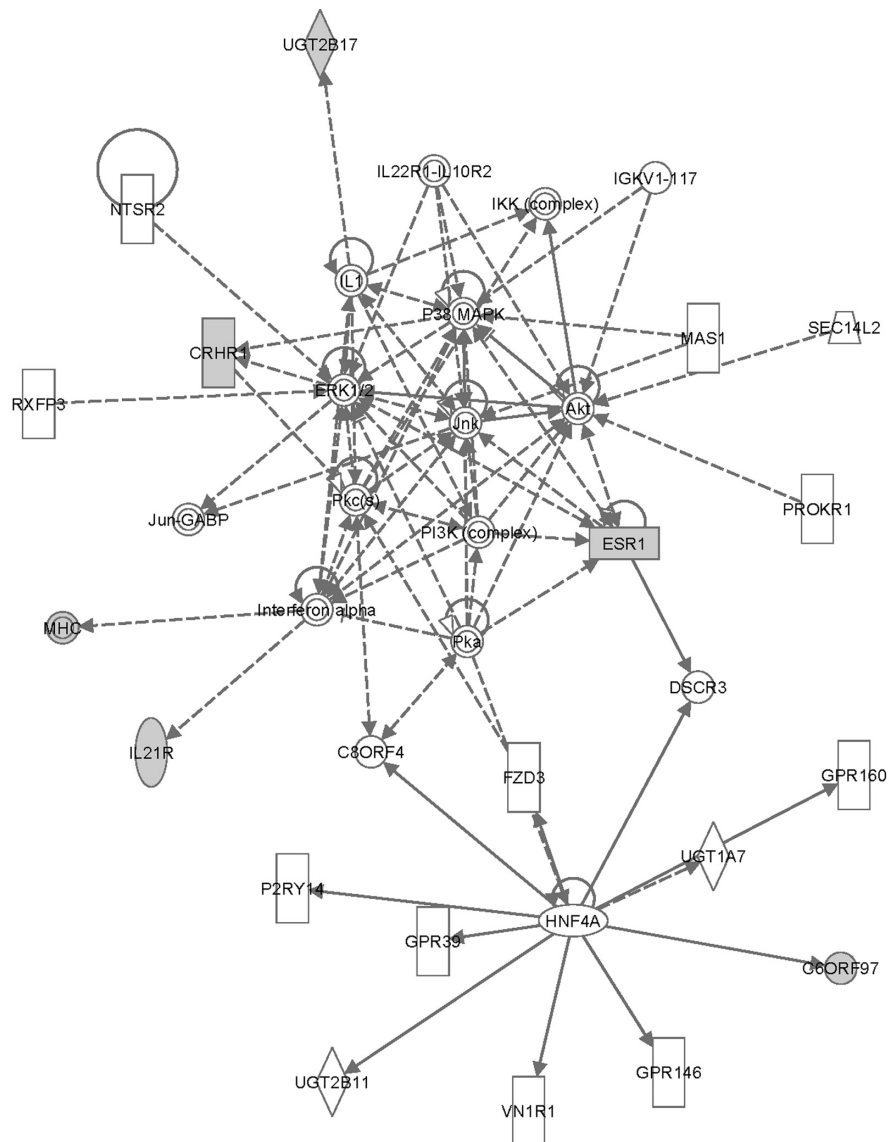 UGT2B17
IL22R1-IL10R2
IGKV1-117
IKK (complex)
NTSR2
IL1
P38 MAPK
SEC14L2
MAS1
CRHR1
ERK1/2
RXFP3
Akt
Jnk
Pkc(s)
PROKR1
Jun-GABP
PI3K (complex)
ESR1
Interferon alpha
MHC
Pka
DSCR3
IL21R
C8ORF4
FZD3
GPR160
UGT1A7
P2RY14
HNF4A
GPR39
C6ORF97
GPR146
UGT2B11
VN1R1